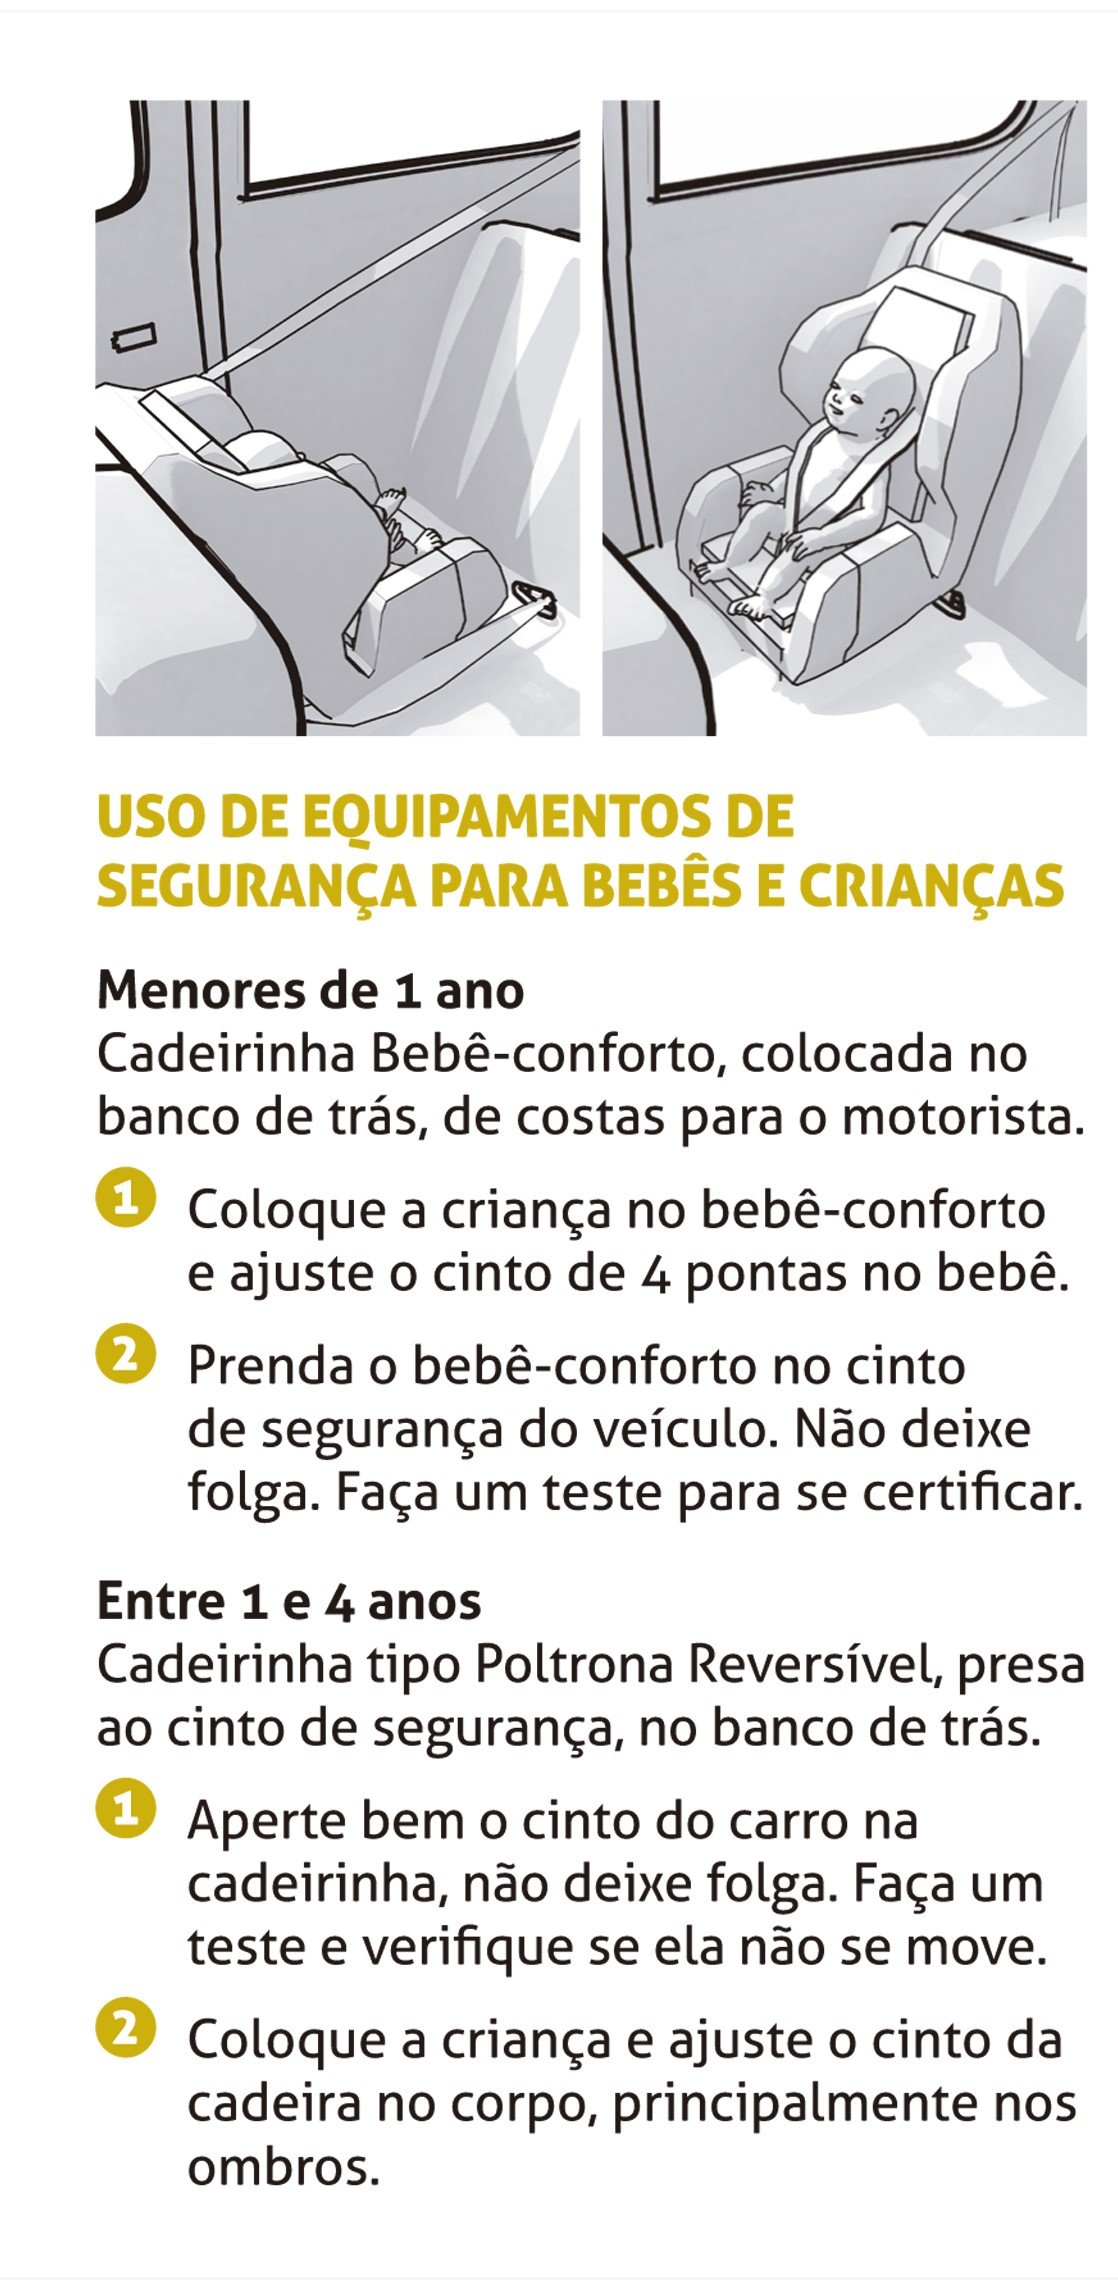 USO DE EQUIPAMENTOS DE
SEGURANÇA PARA BEBÊS E CRIANÇAS
Menores de 1 ano
Cadeirinha Bebê-conforto, colocada no
banco de trás, de costas para o motorista.
1 Coloque a criança no bebê-conforto
e ajuste o cinto de 4 pontas no bebê.
2 Prenda o bebê-conforto no cinto
de segurança do veículo. Não deixe
folga. Faça um teste para se certificar.
Entre 1 e 4 anos
Cadeirinha tipo Poltrona Reversível, presa
ao cinto de segurança, no banco de trás.
1 Aperte bem o cinto do carro na
cadeirinha, não deixe folga. Faça um
teste e verifique se ela não se move.
2 Coloque a criança e ajuste o cinto da
cadeira no corpo, principalmente nos
ombros.